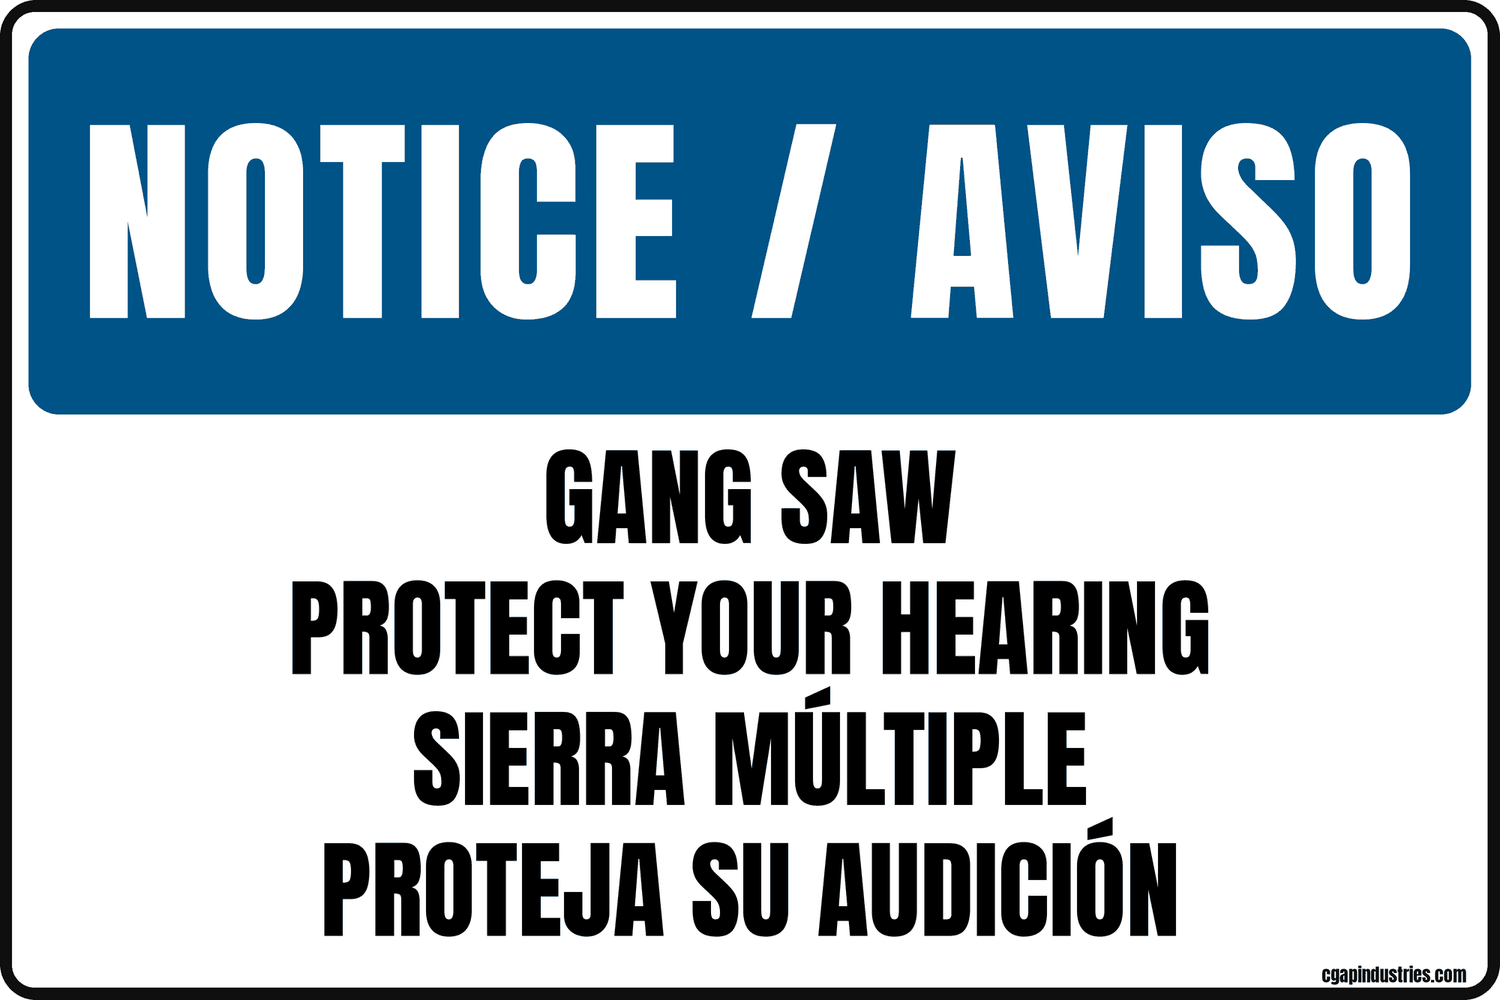 NOTICE / AVISO
GANG SAW
PROTECT YOUR HEARING
SIERRA MÚLTIPLE
PROTEJA SU AUDICIÓN
cgapindustries.com